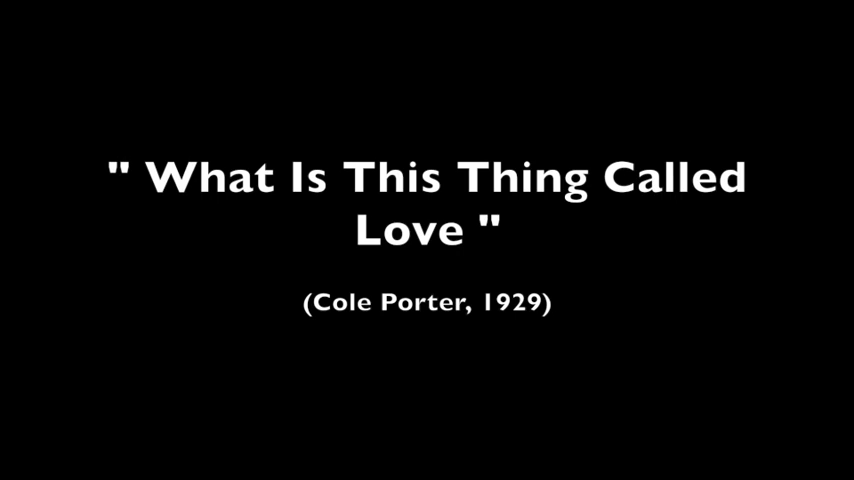 " What Is This Thing Called
Love "
(Cole Porter, 1929)